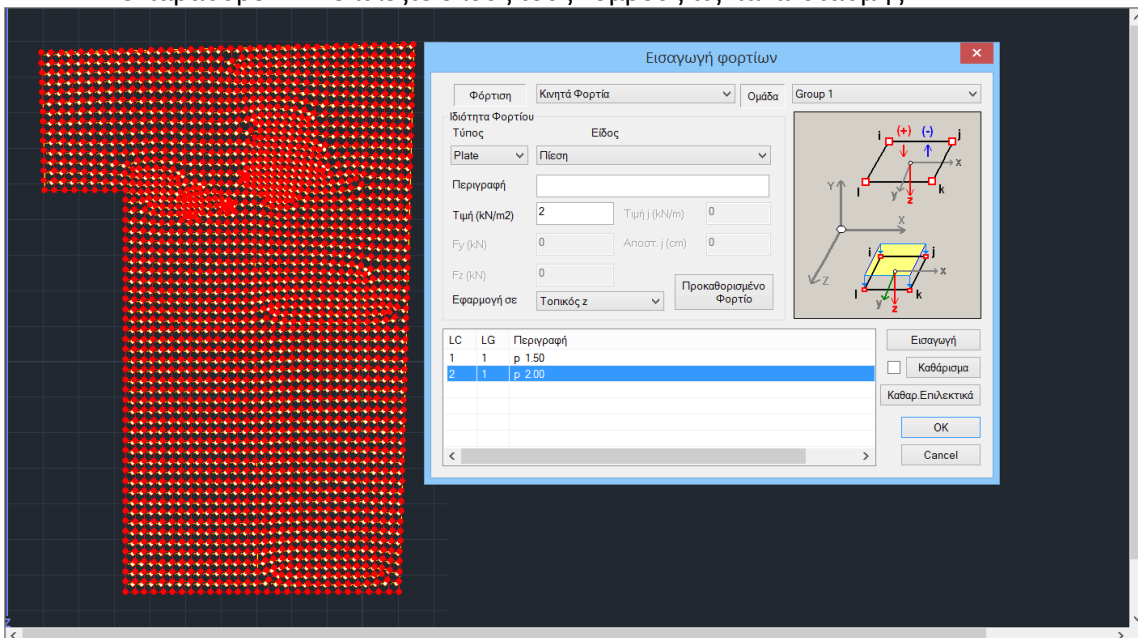 Εισαγωγή φορτίων
Φόρτιση Κινητά Φορτία Ομάδα Group 1
Ιδιότητα Φορτίου
Τύπος Είδος
Plate Πίεση
Περιγραφή
Τιμή (kN/m2) 2 Τιμή j (kN/m) 0
Fy (kN) 0 Αποστ. j (cm) 0
Fz (kN) 0
Προκαθορισμένο
Φορτίο
Εφαρμογή σε Τοπικός z
i (+) (-) j
x
Y
l y z k
X
i j
x
Z
l y z k
LC LG Περιγραφή
1 1 p 1.50
2 1 p 2.00
Εισαγωγή
Καθάρισμα
Καθαρ.Επιλεκτικά
OK
Cancel
z